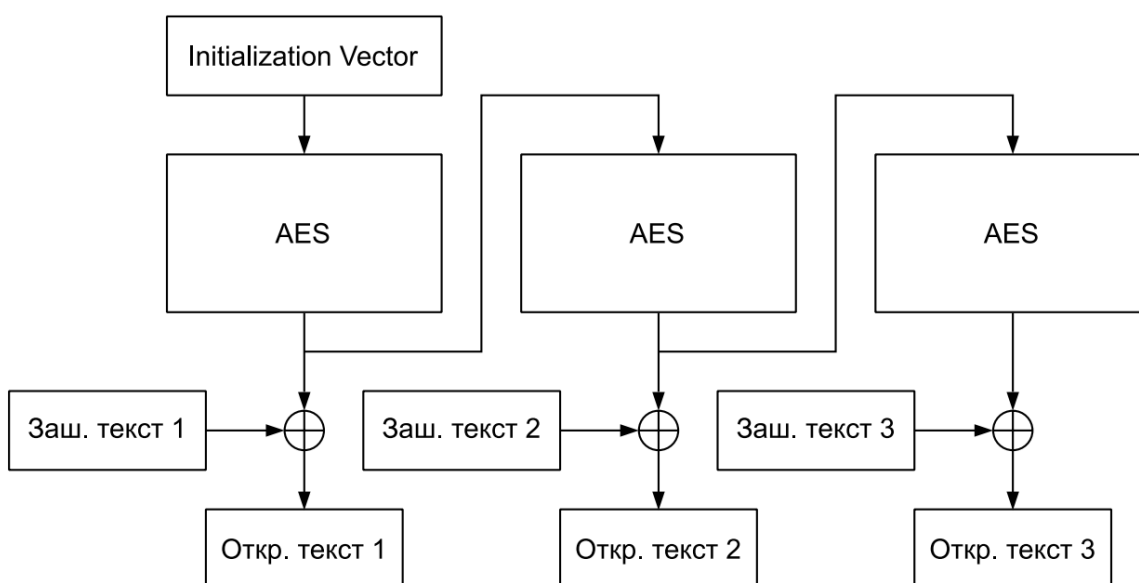 Initialization Vector
AES
AES
AES
Заш. текст 1
Заш. текст 2
Заш. текст 3
Откр. текст 1
Откр. текст 2
Откр. текст 3